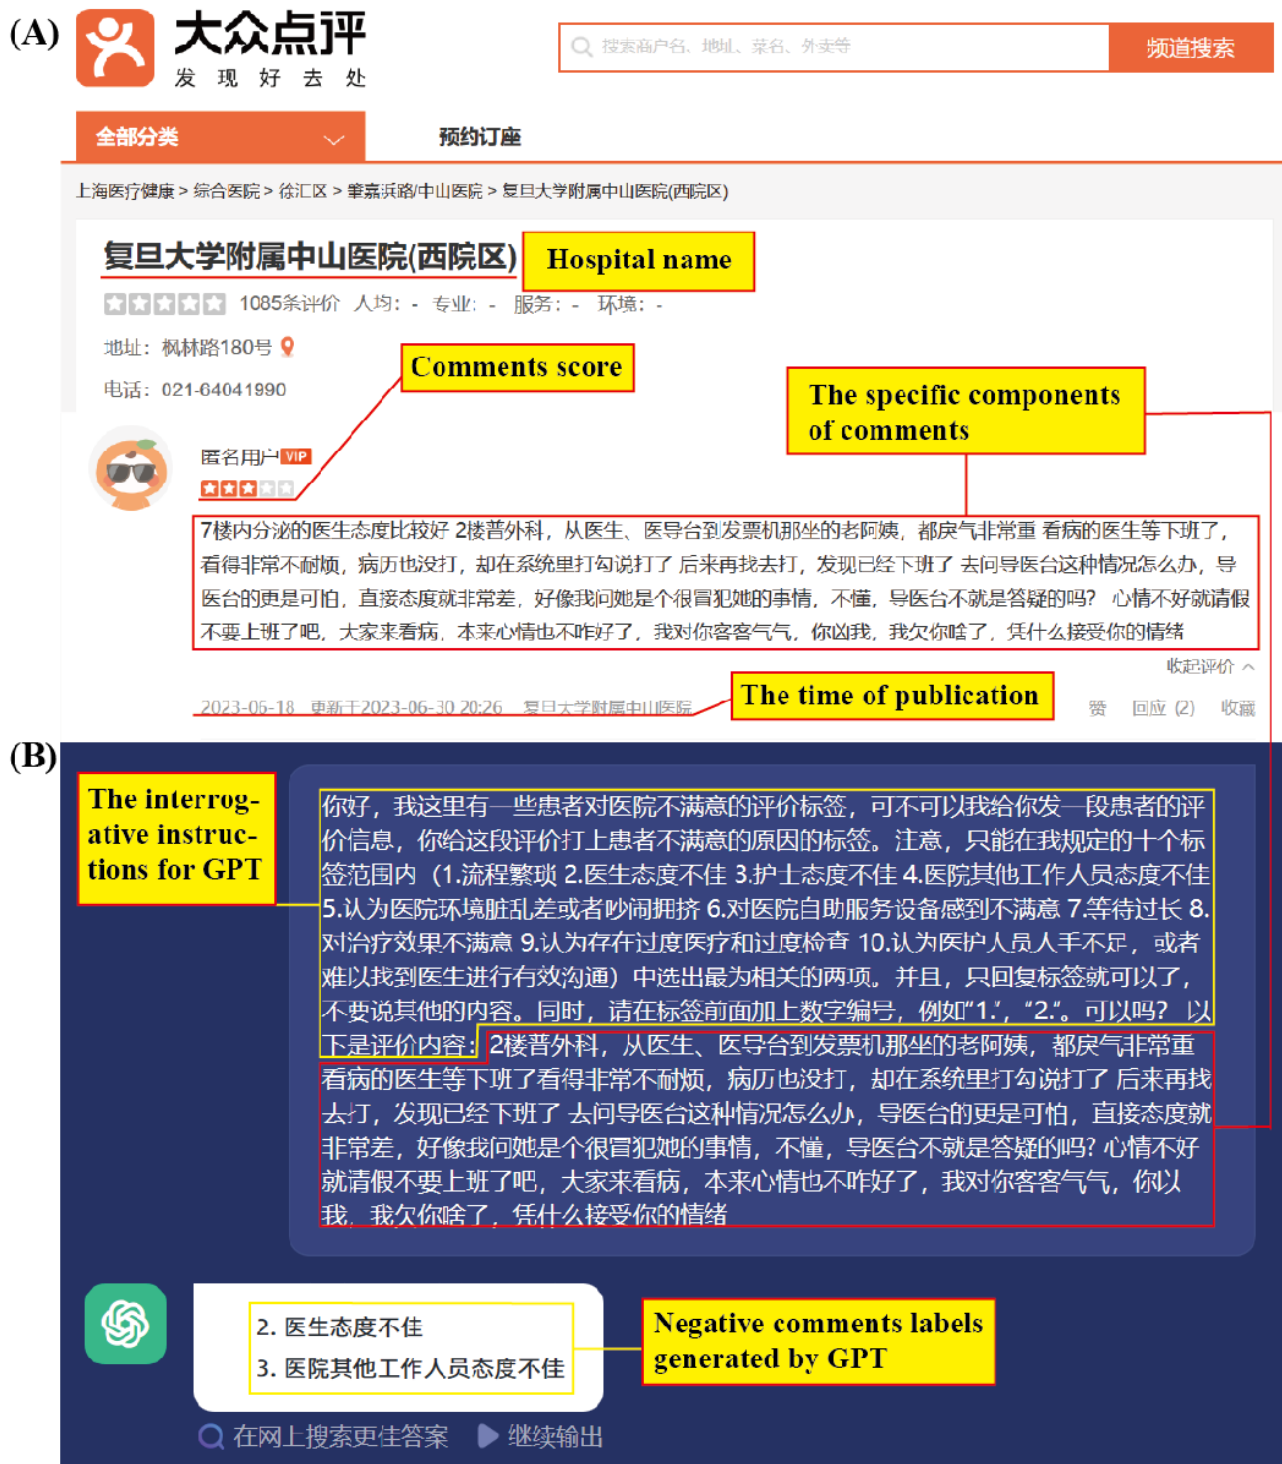 (A)
大众点评
发现好去处
搜索商户名、地址、菜名、外卖等
频道搜索
全部分类
预约订座
上海医疗健康 > 综合医院 > 徐汇区 > 肇嘉浜路/中山医院 > 复旦大学附属中山医院(西院区)
复旦大学附属中山医院(西院区)
Hospital name
1085条评价 人均: - 专业: - 服务: - 环境: -
地址: 枫林路180号
Comments score
电话: 021-64041990
The specific components
of comments
匿名用户 VIP
7楼内分泌的医生态度比较好 2楼普外科，从医生、医导台到发票机那坐的老阿姨，都戾气非常重 看病的医生等下班了，
看得非常不耐烦，病历也没打，却在系统里打勾说打了 后来再找去打，发现已经下班了 去问导医台这种情况怎么办，导
医台的更是可怕，直接态度就非常差，好像我问她是个很冒犯她的事情，不懂，导医台不就是答疑的吗？ 心情不好就请假
不要上班了吧，大家来看病，本来心情也不咋好了，我对你客客气气，你凶我，我欠你啥了，凭什么接受你的情绪
收起评价
The time of publication
2023-06-18 更新于2023-06-30 20:26 复旦大学附属中山医院
赞 回应 (2) 收藏
(B)
The interrog-
ative instruc-
tions for GPT
你好，我这里有一些患者对医院不满意的评价标签，可不可以我给你发一段患者的评
价信息，你给这段评价打上患者不满意的原因的标签。注意，只能在我规定的十个标
签范围内（1.流程繁琐 2.医生态度不佳 3.护士态度不佳 4.医院其他工作人员态度不佳
5.认为医院环境脏乱差或者吵闹拥挤 6.对医院自助服务设备感到不满意 7.等待过长 8.
对治疗效果不满意 9.认为存在过度医疗和过度检查 10.认为医护人员人手不足，或者
难以找到医生进行有效沟通）中选出最为相关的两项。并且，只回复标签就可以了，
不要说其他的内容。同时，请在标签前面加上数字编号，例如“1.”，“2.”。可以吗？ 以
下是评价内容: 2楼普外科，从医生、医导台到发票机那坐的老阿姨，都戾气非常重
看病的医生等下班了看得非常不耐烦，病历也没打，却在系统里打勾说打了 后来再找
去打，发现已经下班了 去问导医台这种情况怎么办，导医台的更是可怕，直接态度就
非常差，好像我问她是个很冒犯她的事情，不懂，导医台不就是答疑的吗? 心情不好
就请假不要上班了吧，大家来看病，本来心情也不咋好了，我对你客客气气，你以
我，我欠你啥了，凭什么接受你的情绪
2. 医生态度不佳
3. 医院其他工作人员态度不佳
Negative comments labels
generated by GPT
在网上搜索更佳答案 继续输出